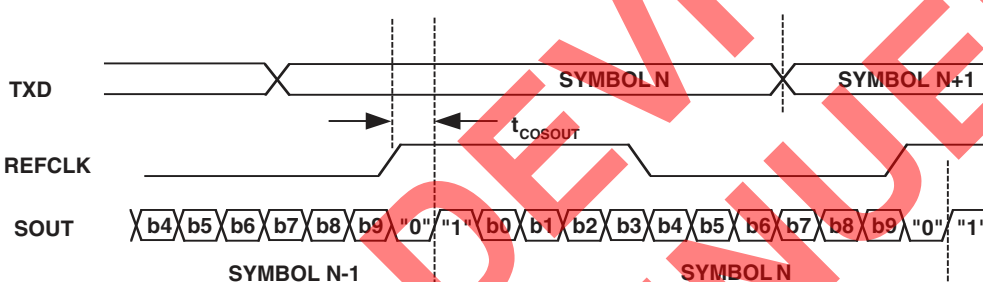 TXD
SYMBOL N
SYMBOL N+1
tCOSOUT
REFCLK
SOUT
b4 b5 b6 b7 b8 b9 "0" "1" b0 b1 b2 b3 b4 b5 b6 b7 b8 b9 "0" "1"
SYMBOL N-1
SYMBOL N